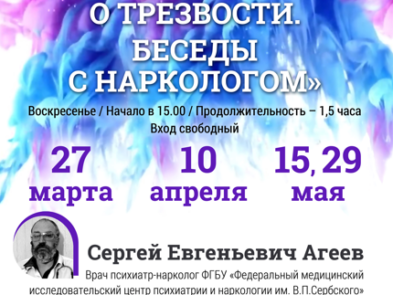 О ТРЕЗВОСТИ.
БЕСЕДЫ
С НАРКОЛОГОМ»
Воскресенье / Начало в 15.00 / Продолжительность – 1,5 часа
Вход свободный
27 марта
10 апреля
15, 29 мая
Сергей Евгеньевич Агеев
Врач психиатр-нарколог ФГБУ «Федеральный медицинский
исследовательский центр психиатрии и наркологии им. В.П.Сербского»